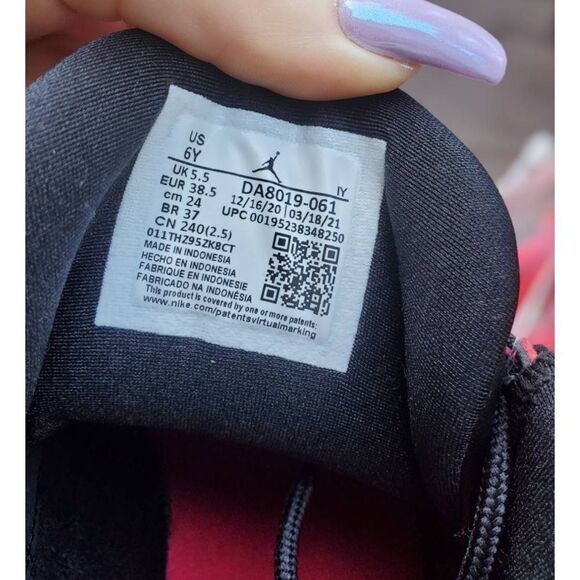 US
6Y
UK 5.5
EUR 38.5
cm 24
BR 37
CN 240(2.5)
IY
DA8019-061
12/16/20 03/18/21
UPC 00195238348250
011THZ95ZK8CT
MADE IN INDONESIA
HECHO EN INDONESIA
FABRIQUE EN INDONESIE
FABRICADO NA INDONÉSIA
This product is covered by one or more patents:
www.nike.com/patentsvirtualmarking